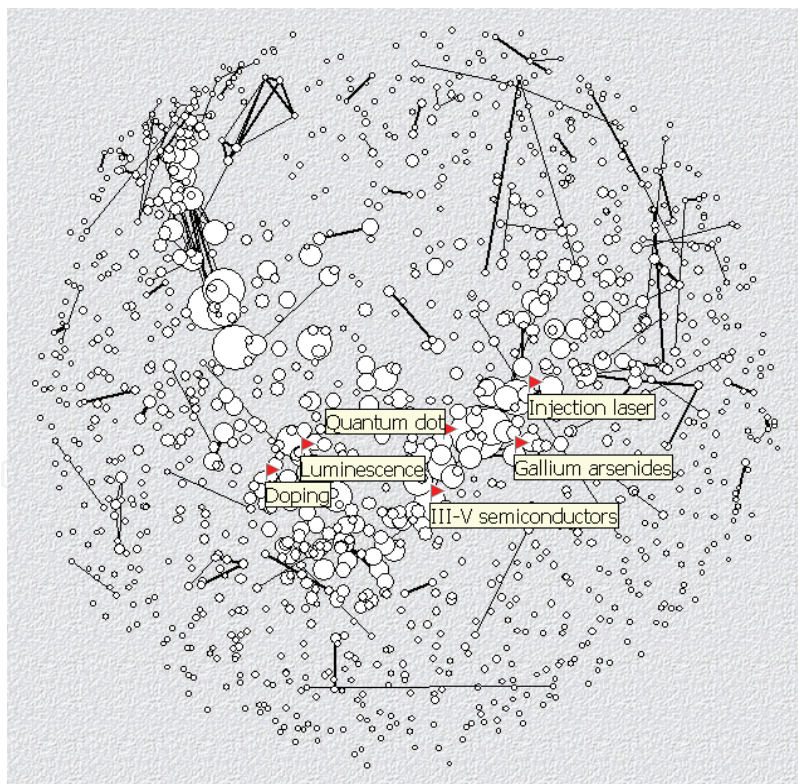 Injection laser
Quantum dot
Luminescence
Gallium arsenides
Doping
III-V semiconductors